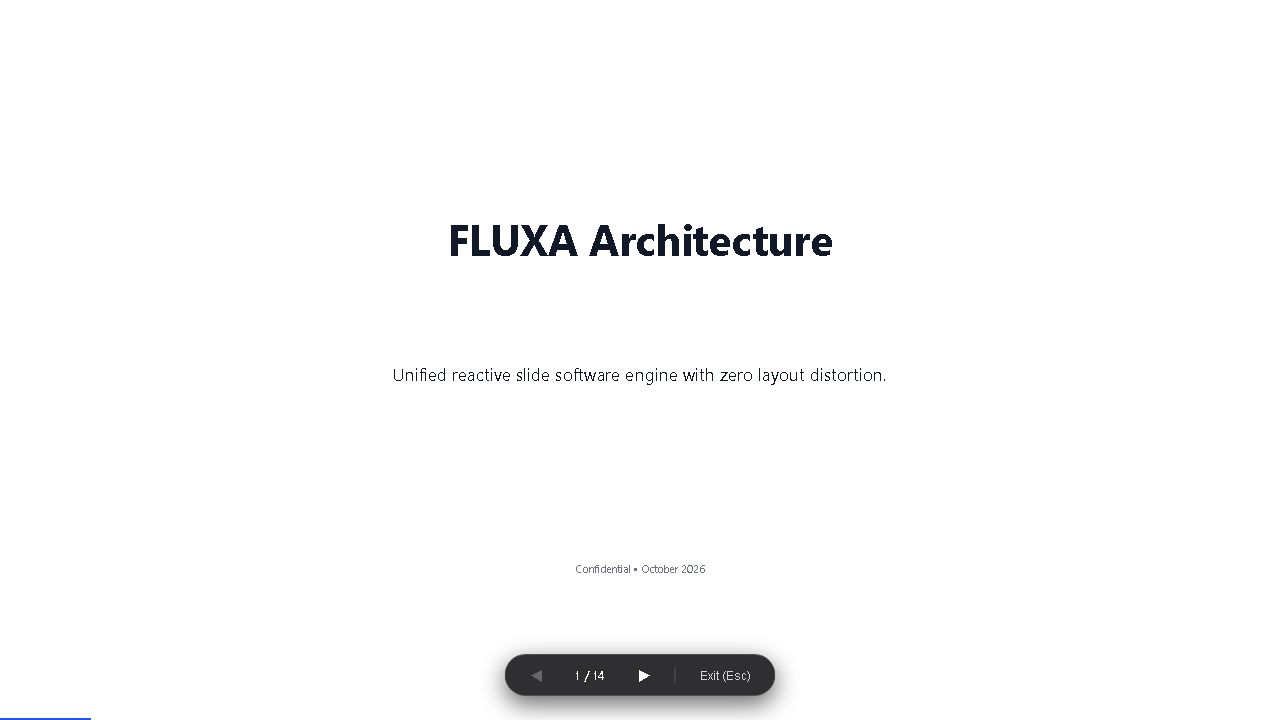 FLUXA Architecture
Unified reactive slide software engine with zero layout distortion.
Confidential • October 2026
◀ 1 / 14 ▶ | Exit (Esc)